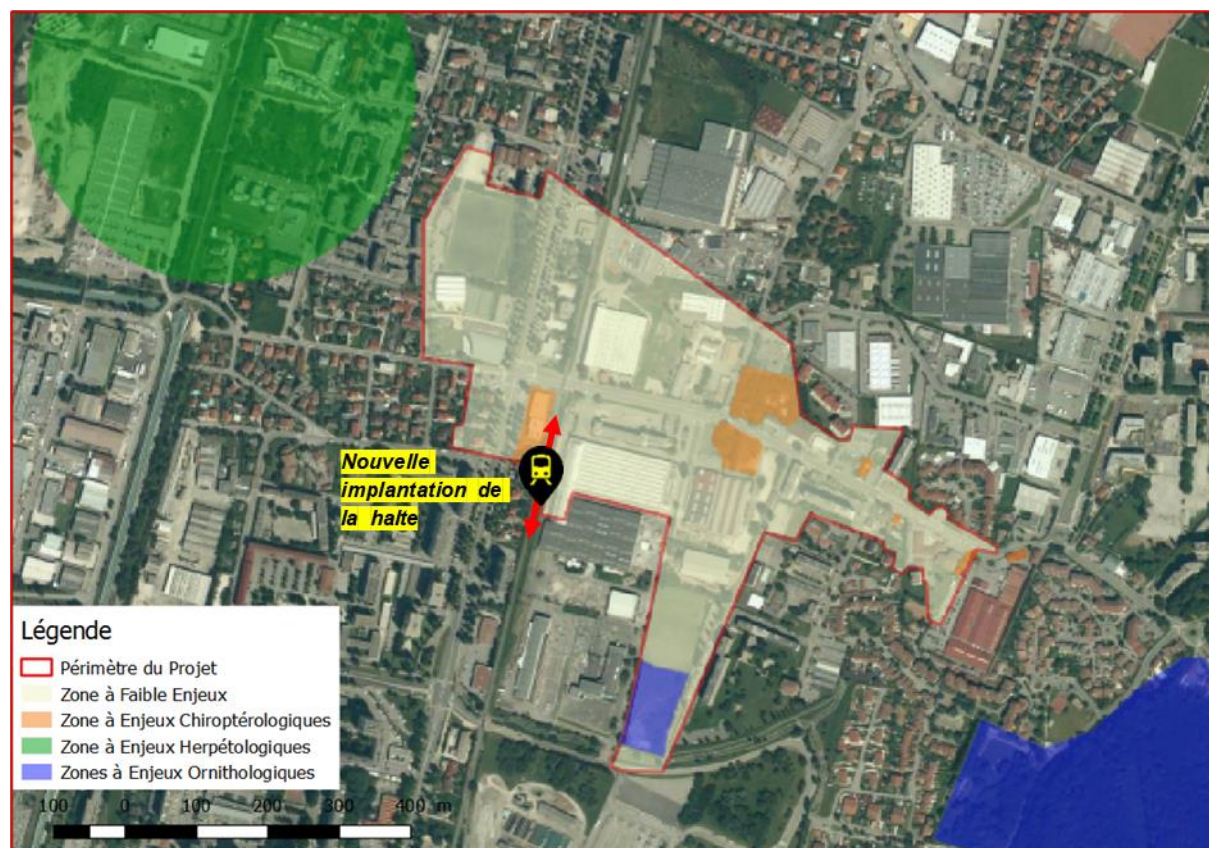 Nouvelle
implantation de
la halte
Légende
Périmètre du Projet
Zone à Faible Enjeux
Zone à Enjeux Chiroptérologiques
Zone à Enjeux Herpétologiques
Zones à Enjeux Ornithologiques
100 0 100 200 300 400 m